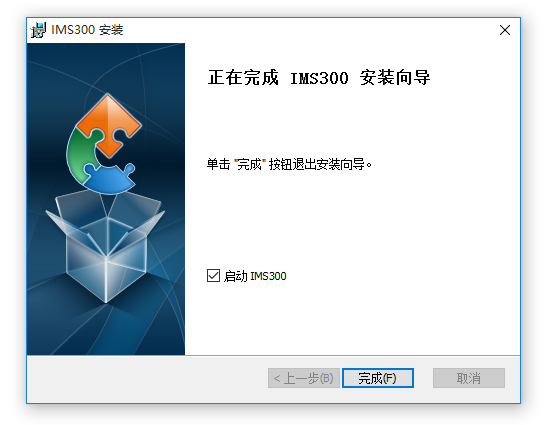 IMS300 安装
正在完成 IMS300 安装向导
单击 "完成" 按钮退出安装向导。
启动 IMS300
< 上一步(B)
完成(F)
取消